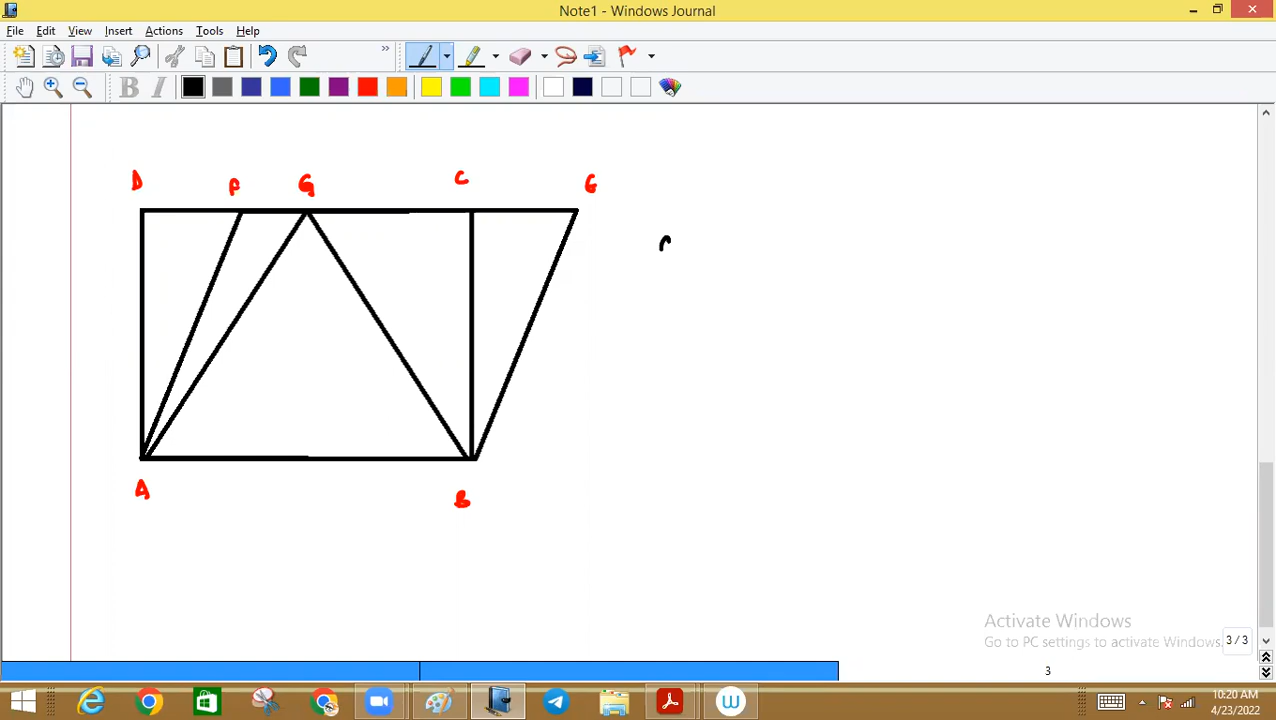 Note1 - Windows Journal
File Edit View Insert Actions Tools Help
»
B I
D P G C G
A B
Activate Windows
Go to PC settings to activate Windows.
3 / 3
3
W
10:20 AM
4/23/2022